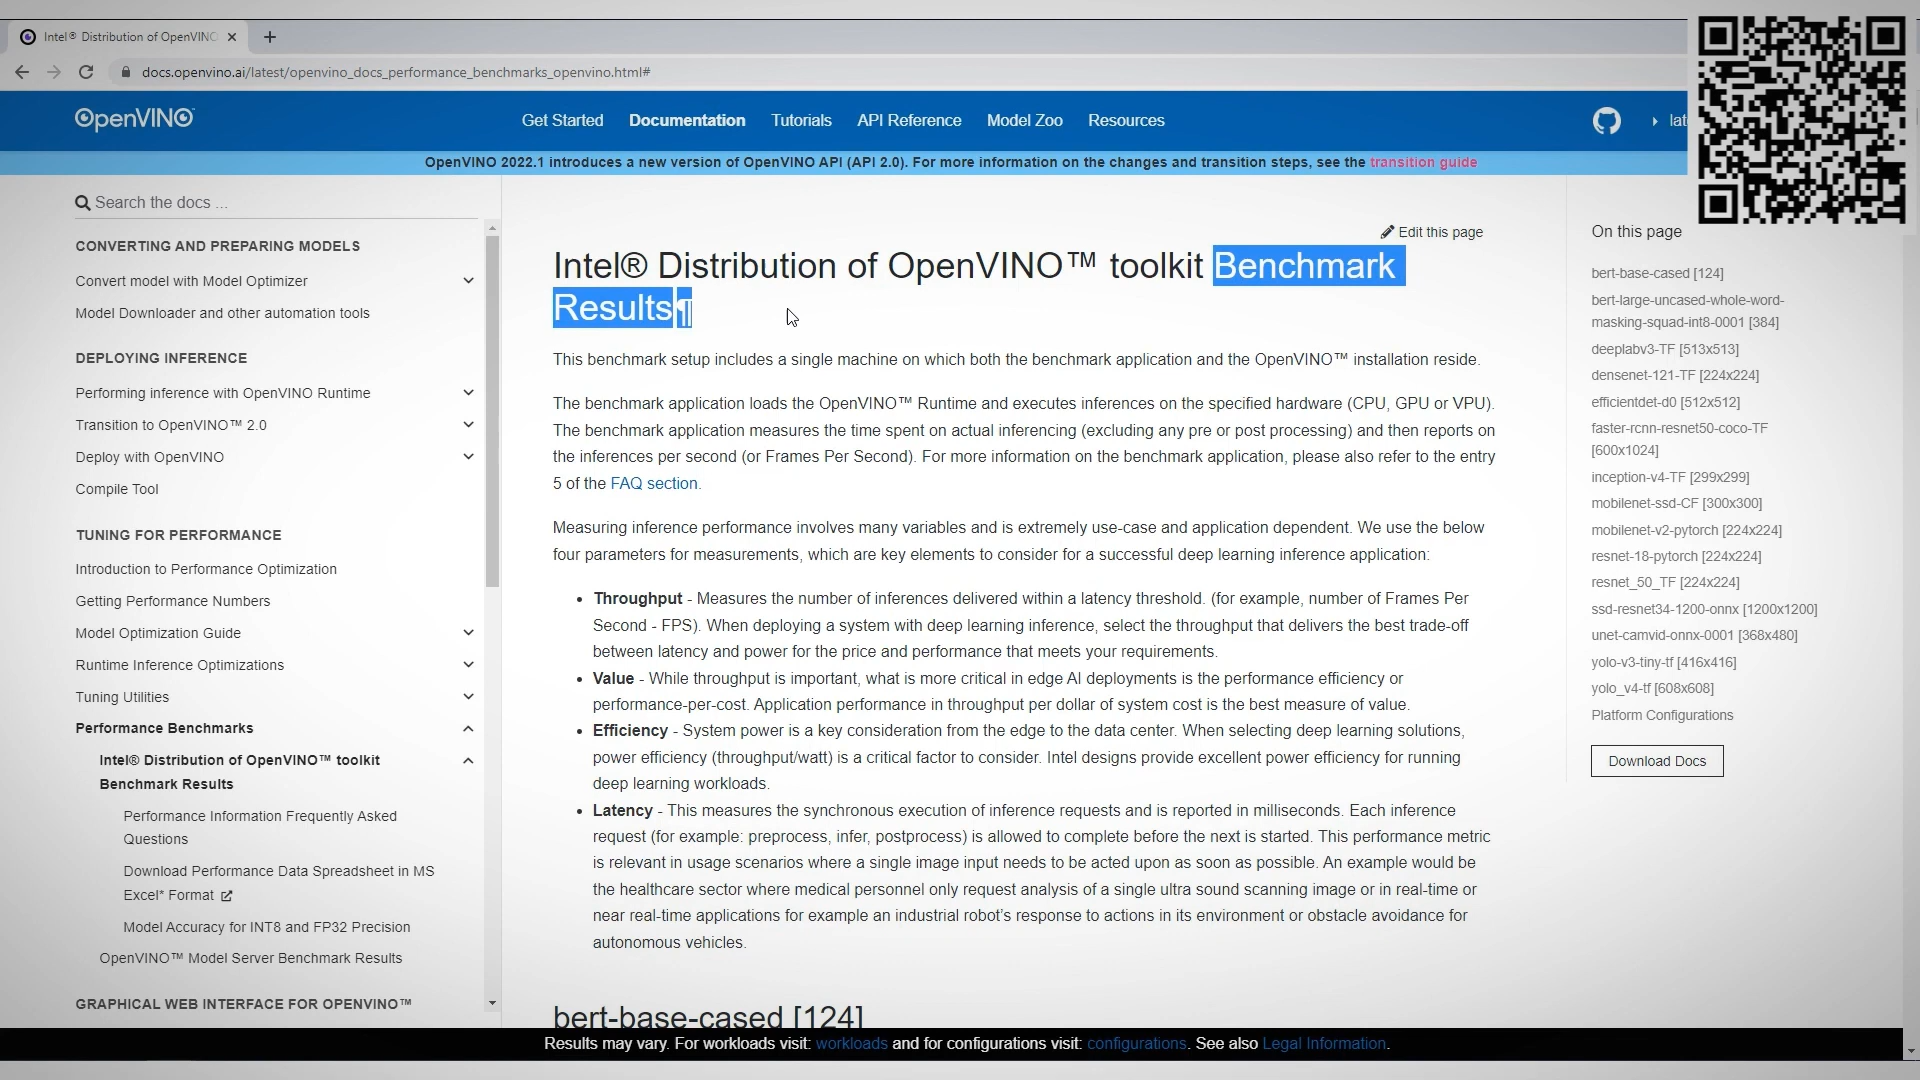 Intel® Distribution of OpenVINO
docs.openvino.ai/latest/openvino_docs_performance_benchmarks_openvino.html#
OpenVINO™
Get Started
Documentation
Tutorials
API Reference
Model Zoo
Resources
OpenVINO 2022.1 introduces a new version of OpenVINO API (API 2.0). For more information on the changes and transition steps, see the transition guide
Search the docs ...
CONVERTING AND PREPARING MODELS
Convert model with Model Optimizer
Model Downloader and other automation tools
DEPLOYING INFERENCE
Performing inference with OpenVINO Runtime
Transition to OpenVINO™ 2.0
Deploy with OpenVINO
Compile Tool
TUNING FOR PERFORMANCE
Introduction to Performance Optimization
Getting Performance Numbers
Model Optimization Guide
Runtime Inference Optimizations
Tuning Utilities
Performance Benchmarks
Intel® Distribution of OpenVINO™ toolkit
Benchmark Results
Performance Information Frequently Asked
Questions
Download Performance Data Spreadsheet in MS
Excel* Format
Model Accuracy for INT8 and FP32 Precision
OpenVINO™ Model Server Benchmark Results
GRAPHICAL WEB INTERFACE FOR OPENVINO™
Edit this page
Intel® Distribution of OpenVINO™ toolkit Benchmark
Results¶
This benchmark setup includes a single machine on which both the benchmark application and the OpenVINO™ installation reside.
The benchmark application loads the OpenVINO™ Runtime and executes inferences on the specified hardware (CPU, GPU or VPU).
The benchmark application measures the time spent on actual inferencing (excluding any pre or post processing) and then reports on
the inferences per second (or Frames Per Second). For more information on the benchmark application, please also refer to the entry
5 of the FAQ section.
Measuring inference performance involves many variables and is extremely use-case and application dependent. We use the below
four parameters for measurements, which are key elements to consider for a successful deep learning inference application:
• Throughput - Measures the number of inferences delivered within a latency threshold. (for example, number of Frames Per
Second - FPS). When deploying a system with deep learning inference, select the throughput that delivers the best trade-off
between latency and power for the price and performance that meets your requirements.
• Value - While throughput is important, what is more critical in edge AI deployments is the performance efficiency or
performance-per-cost. Application performance in throughput per dollar of system cost is the best measure of value.
• Efficiency - System power is a key consideration from the edge to the data center. When selecting deep learning solutions,
power efficiency (throughput/watt) is a critical factor to consider. Intel designs provide excellent power efficiency for running
deep learning workloads.
• Latency - This measures the synchronous execution of inference requests and is reported in milliseconds. Each inference
request (for example: preprocess, infer, postprocess) is allowed to complete before the next is started. This performance metric
is relevant in usage scenarios where a single image input needs to be acted upon as soon as possible. An example would be
the healthcare sector where medical personnel only request analysis of a single ultra sound scanning image or in real-time or
near real-time applications for example an industrial robot's response to actions in its environment or obstacle avoidance for
autonomous vehicles.
bert-base-cased [124]
On this page
bert-base-cased [124]
bert-large-uncased-whole-word-
masking-squad-int8-0001 [384]
deeplabv3-TF [513x513]
densenet-121-TF [224x224]
efficientdet-d0 [512x512]
faster-rcnn-resnet50-coco-TF
[600x1024]
inception-v4-TF [299x299]
mobilenet-ssd-CF [300x300]
mobilenet-v2-pytorch [224x224]
resnet-18-pytorch [224x224]
resnet_50_TF [224x224]
ssd-resnet34-1200-onnx [1200x1200]
unet-camvid-onnx-0001 [368x480]
yolo-v3-tiny-tf [416x416]
yolo_v4-tf [608x608]
Platform Configurations
Download Docs
Results may vary. For workloads visit: workloads and for configurations visit: configurations. See also Legal Information.